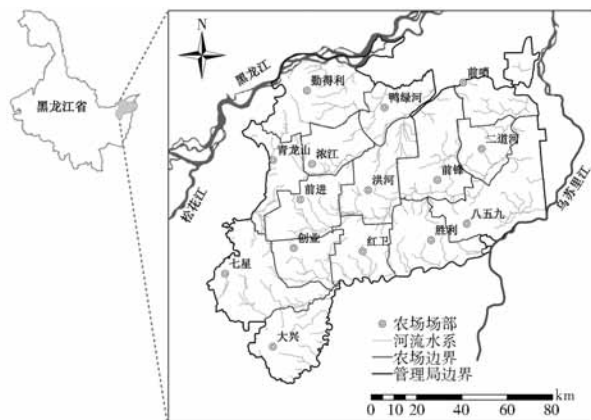 黑龙江省
N
黑龙江
松花江
乌苏里江
勤得利
鸭绿河
前哨
青龙山
浓江
二道河
前进
洪河
前锋
八五九
创业
红卫
胜利
七星
大兴
农场场部
河流水系
农场边界
管理局边界
km
0 10 20 40 60 80